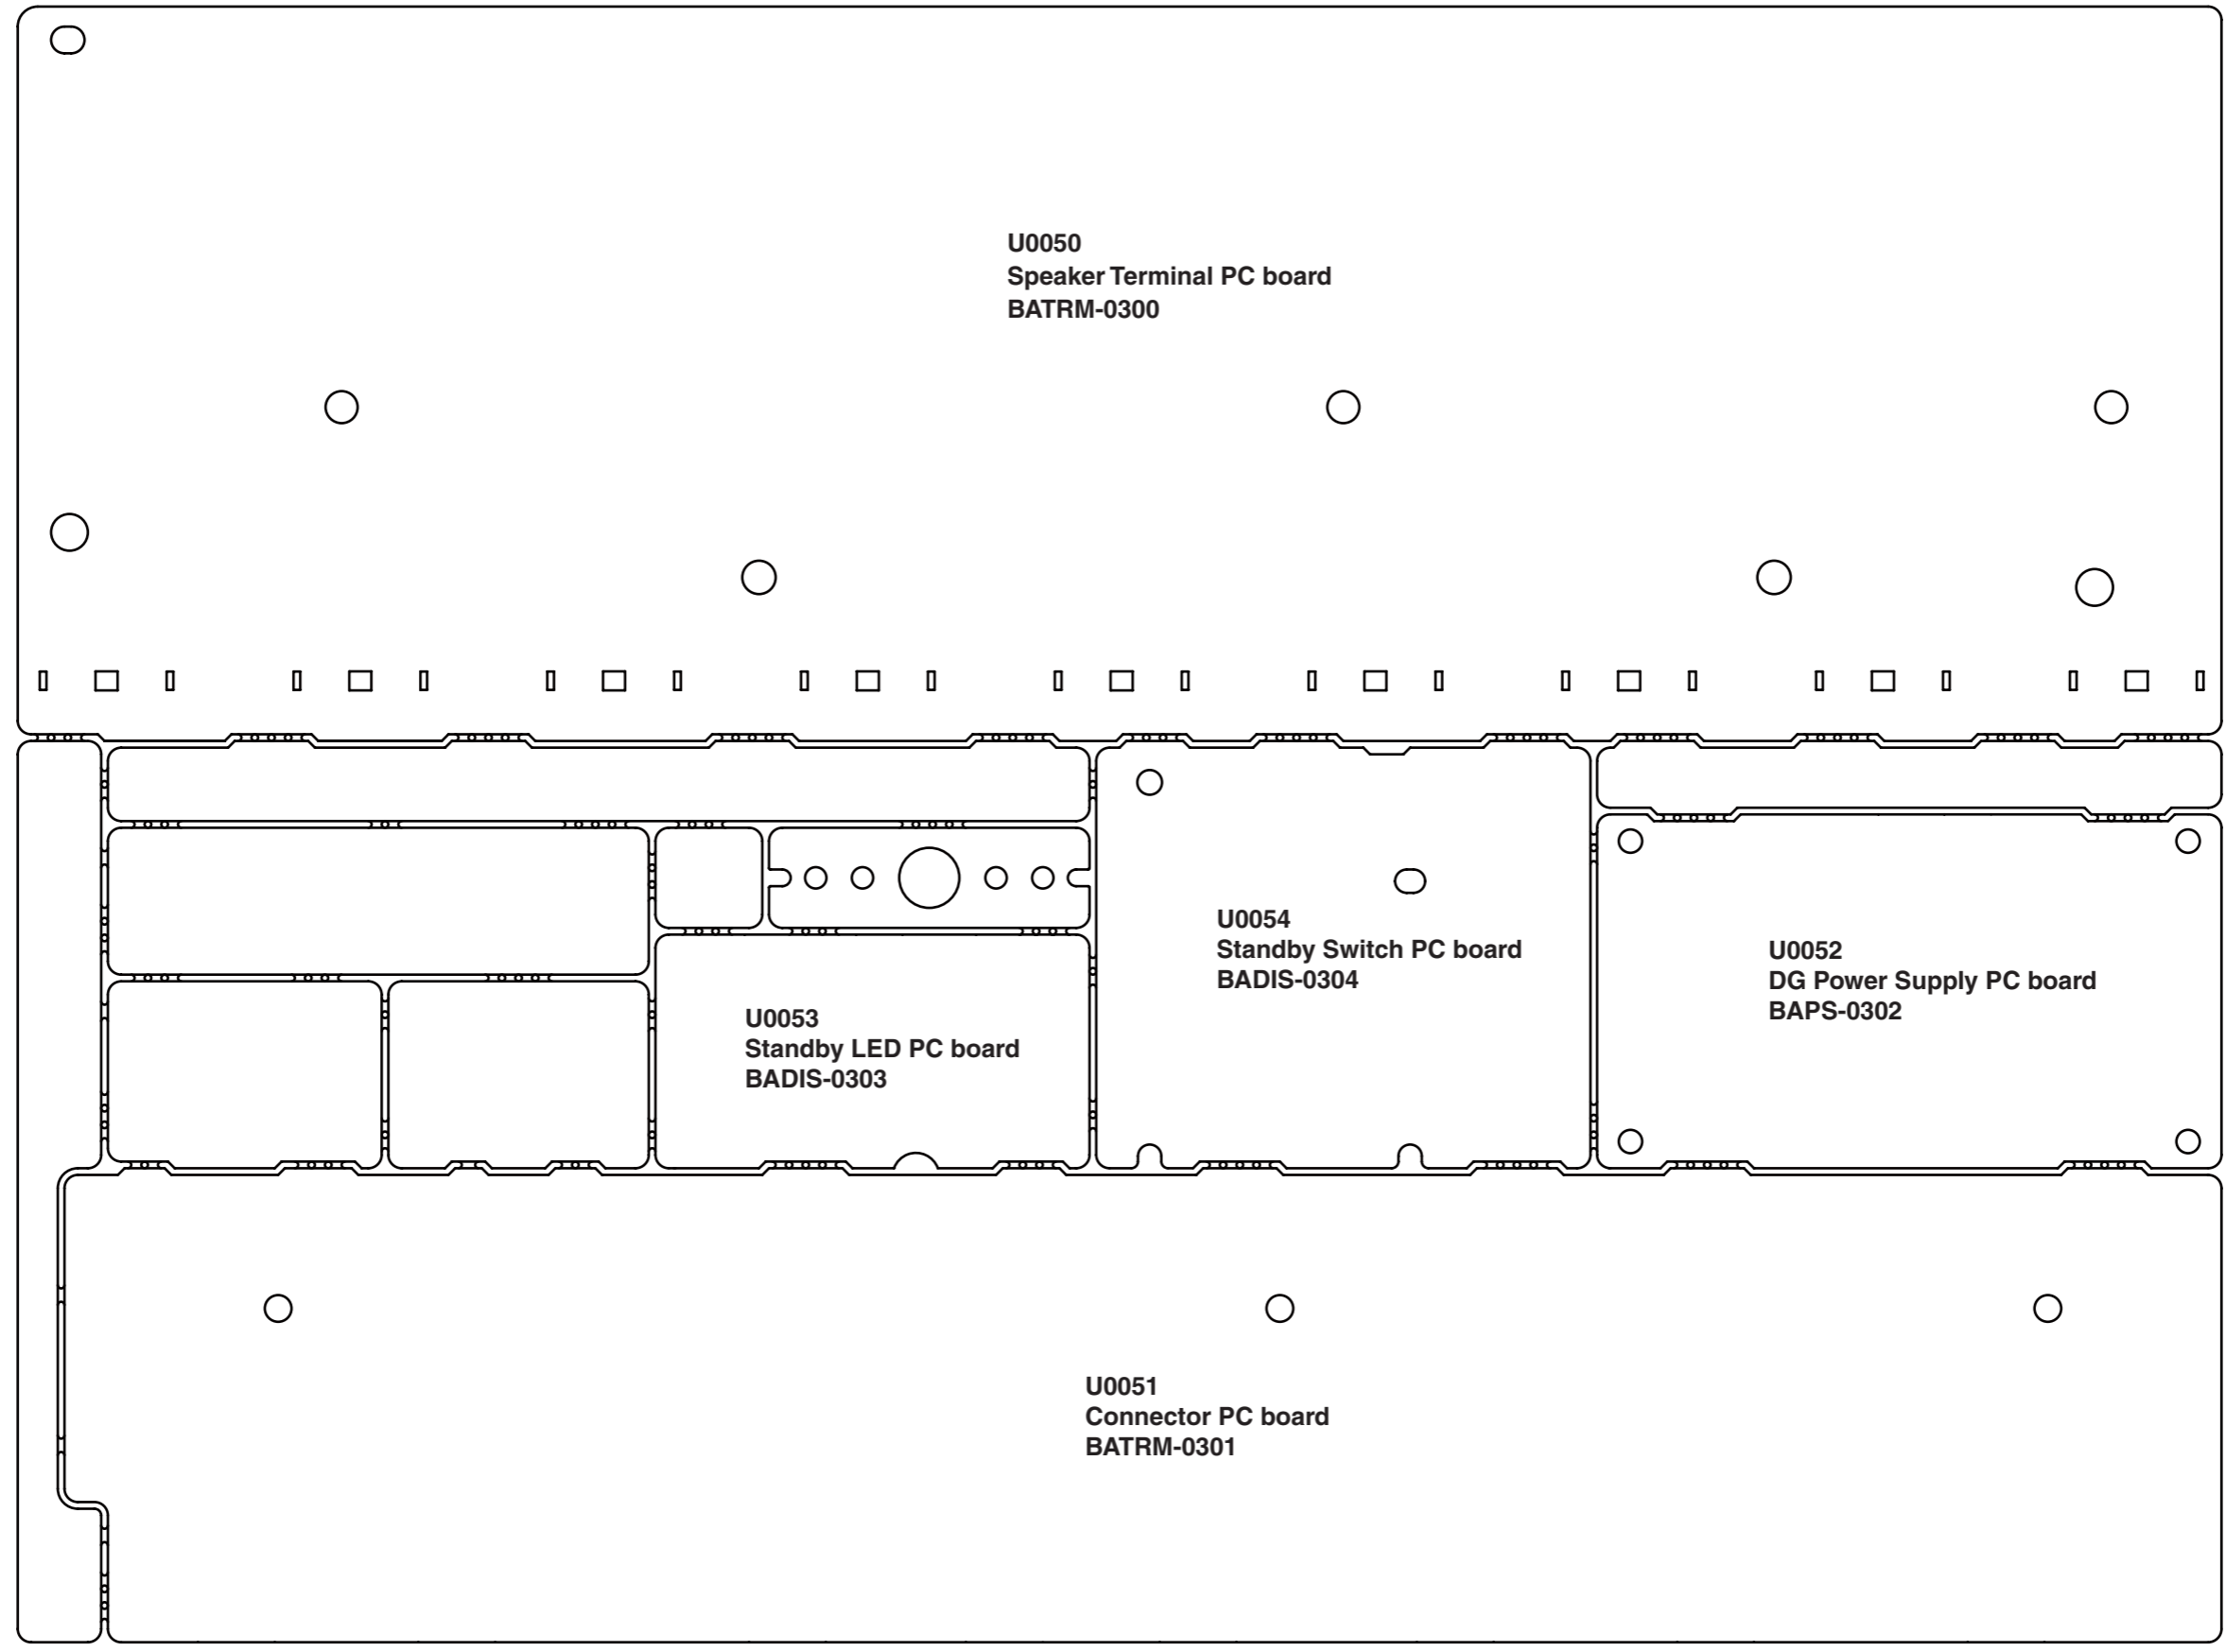 U0050
Speaker Terminal PC board
BATRM-0300
U0054
Standby Switch PC board
BADIS-0304
U0052
DG Power Supply PC board
BAPS-0302
U0053
Standby LED PC board
BADIS-0303
U0051
Connector PC board
BATRM-0301